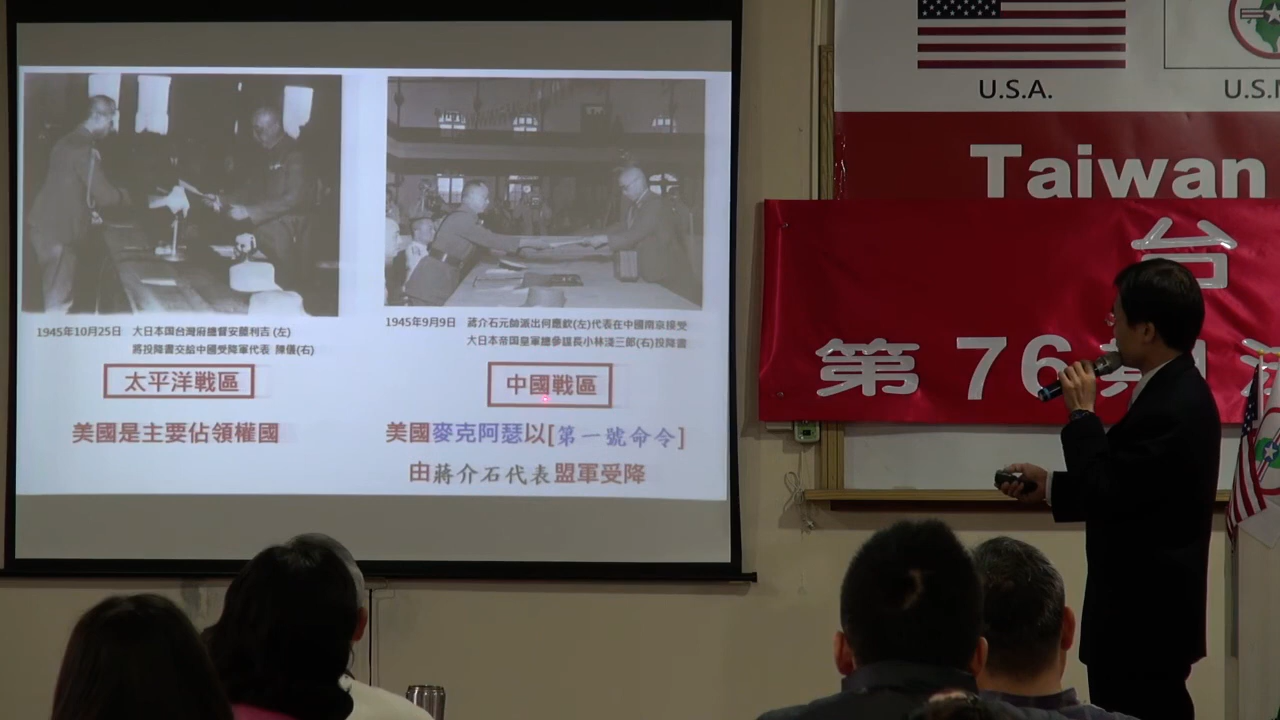 1945年10月25日 大日本国台灣府總督安藤利吉 (左)
將投降書交給中國受降軍代表 陳儀(右)
太平洋戰區
美國是主要佔領權國
1945年9月9日 蔣介石元帥派出何應欽(左)代表在中國南京接受
大日本帝国皇軍總參謀長小林淺三郎(右)投降書
中國戰區
美國麥克阿瑟以[第一號命令]
由蔣介石代表盟軍受降
U.S.A.
Taiwan
台
第 76期